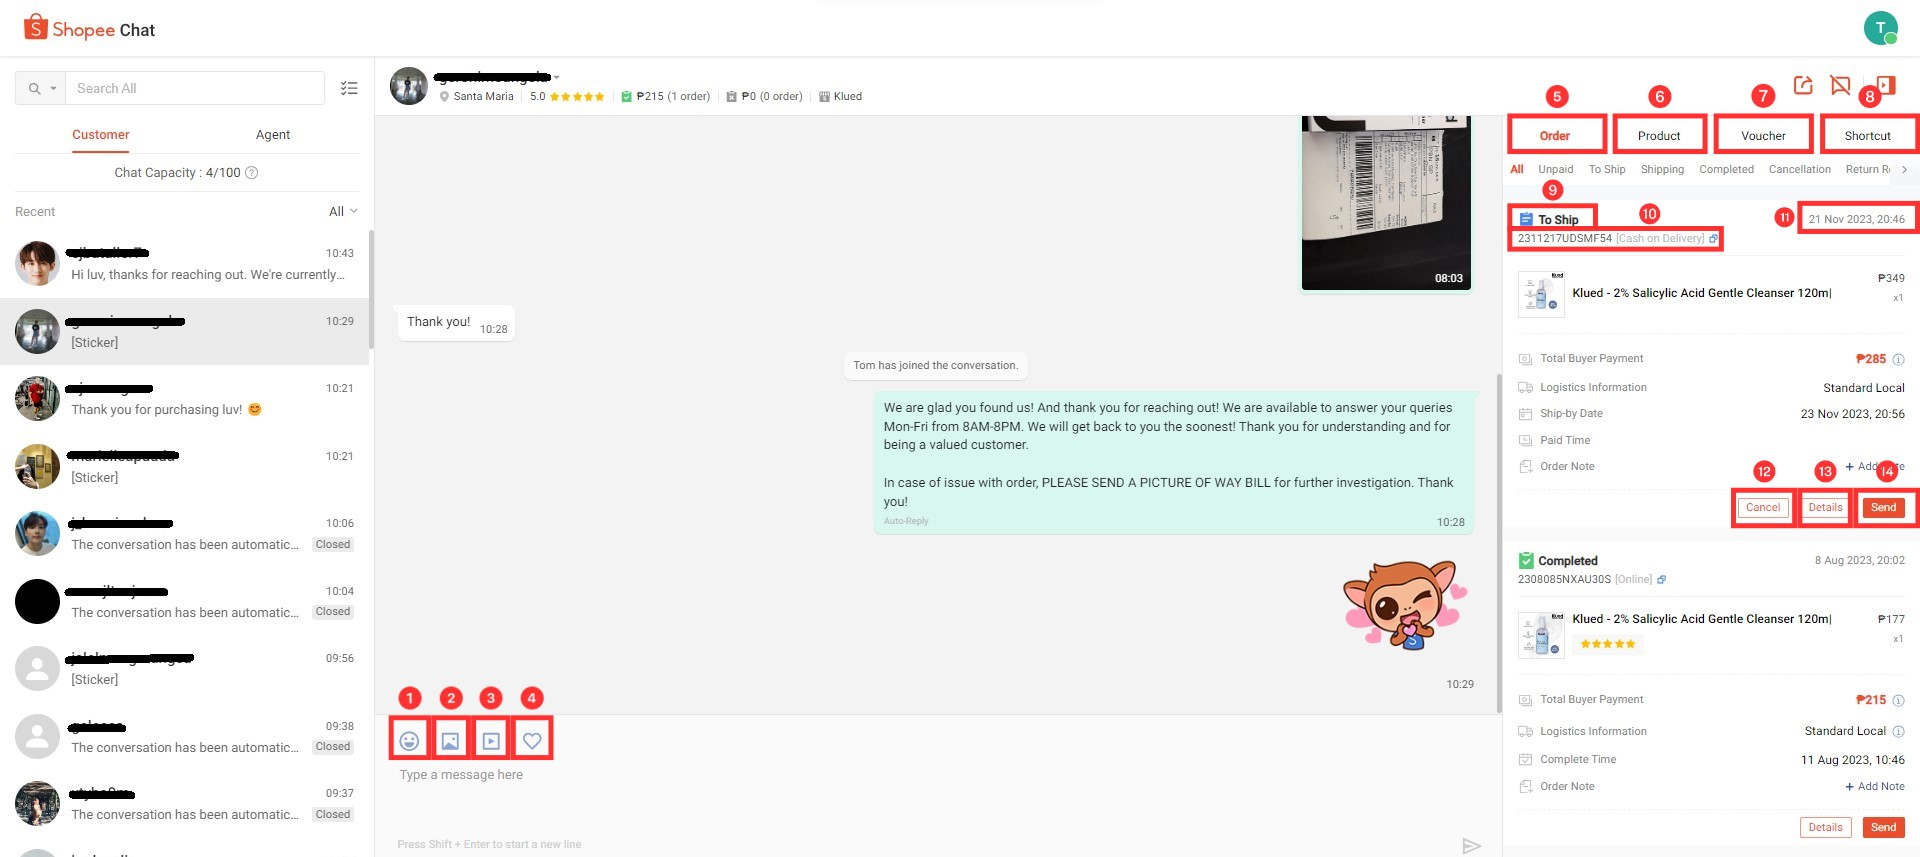 Shopee Chat
T
Search All
Customer
Agent
Chat Capacity : 4/100
Recent
All
10:43
Hi luv, thanks for reaching out. We're currently...
10:29
[Sticker]
10:21
Thank you for purchasing luv!
10:21
[Sticker]
10:06
The conversation has been automatic...
Closed
10:04
The conversation has been automatic...
Closed
09:56
[Sticker]
09:38
The conversation has been automatic...
Closed
09:37
The conversation has been automatic...
Closed
Santa Maria
5.0
₱215 (1 order)
₱0 (0 order)
Klued
08:03
Thank you!
10:28
Tom has joined the conversation.
We are glad you found us! And thank you for reaching out! We are available to answer your queries
Mon-Fri from 8AM-8PM. We will get back to you the soonest! Thank you for understanding and for
being a valued customer.
In case of issue with order, PLEASE SEND A PICTURE OF WAY BILL for further investigation. Thank
you!
Auto-Reply
10:28
10:29
1
2
3
4
Type a message here
Press Shift + Enter to start a new line
5
6
7
8
Order
Product
Voucher
Shortcut
All
Unpaid
To Ship
Shipping
Completed
Cancellation
Return R
9
10
11
To Ship
21 Nov 2023, 20:46
2311217UDSMF54 [Cash on Delivery]
Klued
Klued - 2% Salicylic Acid Gentle Cleanser 120m|
₱349
x1
Total Buyer Payment
₱285
Logistics Information
Standard Local
Ship-by Date
23 Nov 2023, 20:56
Paid Time
Order Note
+ Add Note
12
13
14
Cancel
Details
Send
Completed
8 Aug 2023, 20:02
2308085NXAU30S [Online]
Klued
Klued - 2% Salicylic Acid Gentle Cleanser 120m|
₱177
x1
Total Buyer Payment
₱215
Logistics Information
Standard Local
Complete Time
11 Aug 2023, 10:46
Order Note
+ Add Note
Details
Send